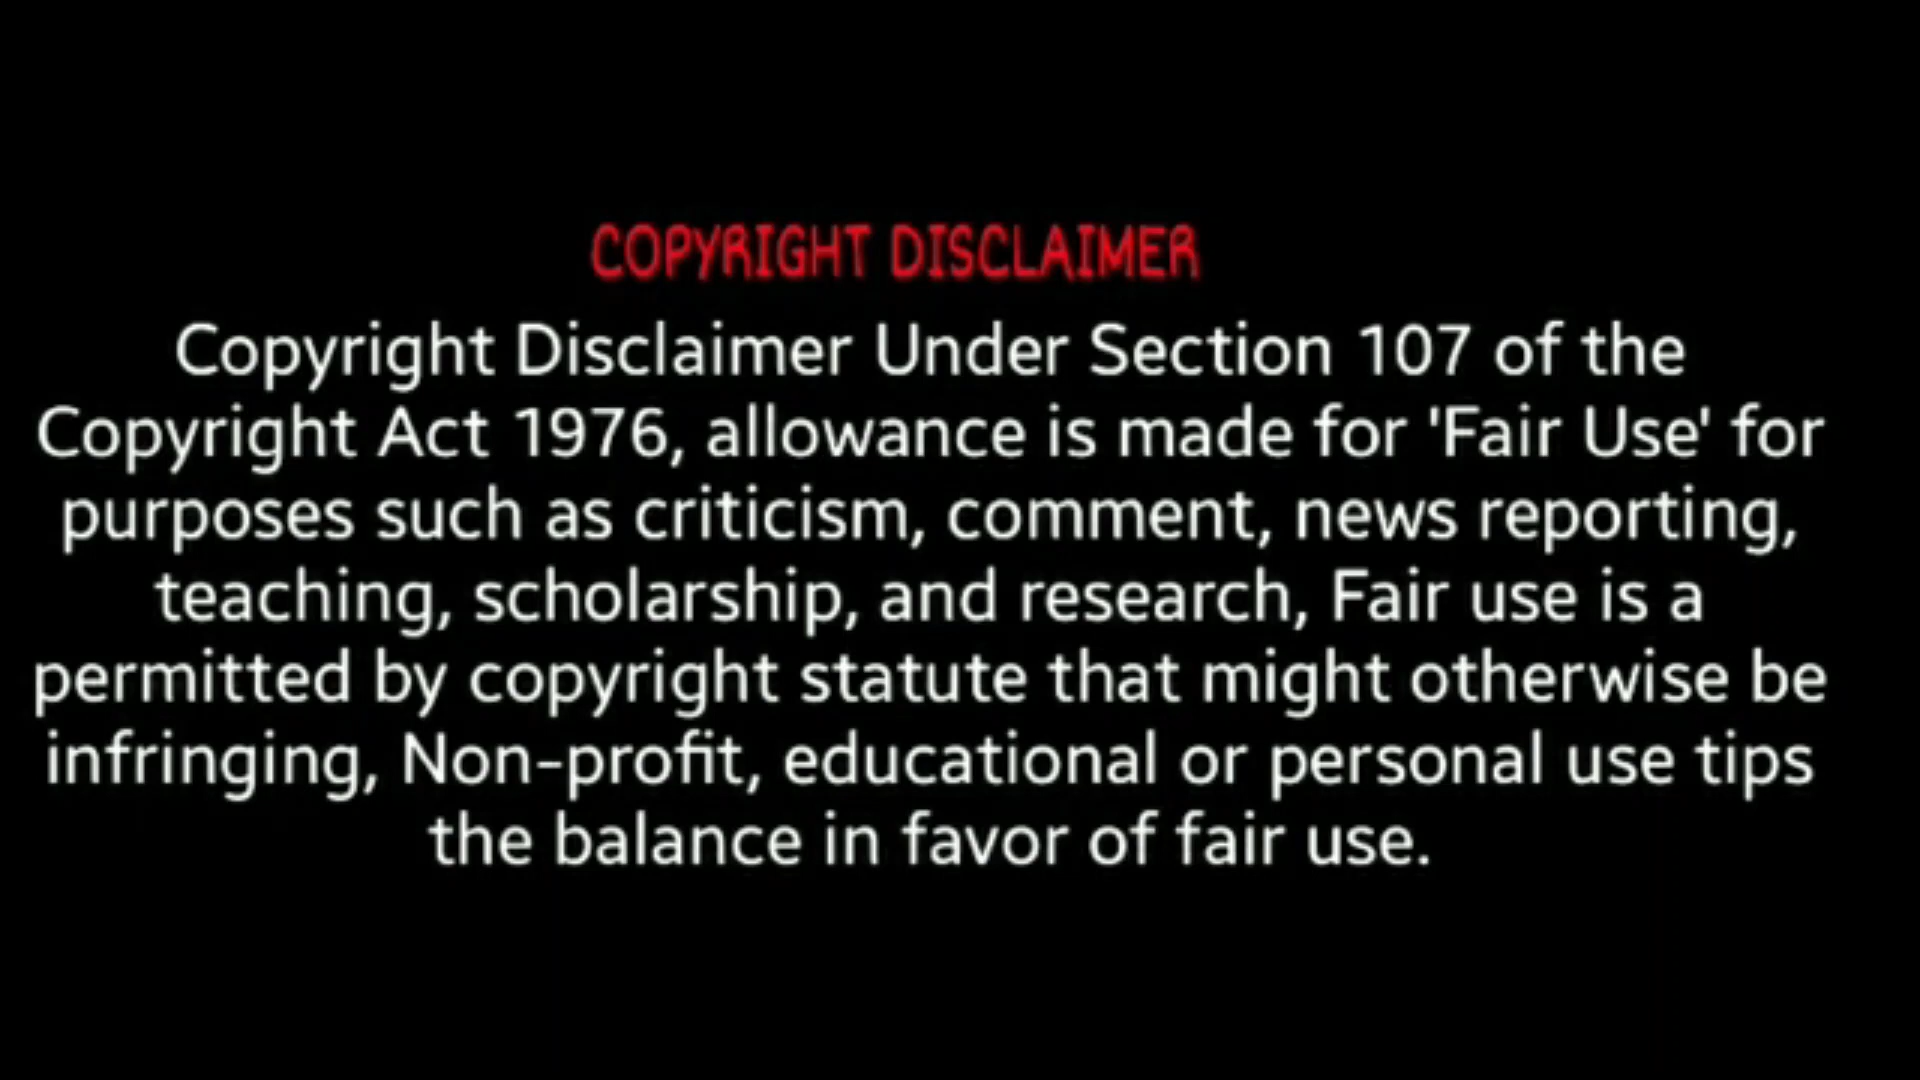 COPYRIGHT DISCLAIMER
Copyright Disclaimer Under Section 107 of the
Copyright Act 1976, allowance is made for 'Fair Use' for
purposes such as criticism, comment, news reporting,
teaching, scholarship, and research, Fair use is a
permitted by copyright statute that might otherwise be
infringing, Non-profit, educational or personal use tips
the balance in favor of fair use.